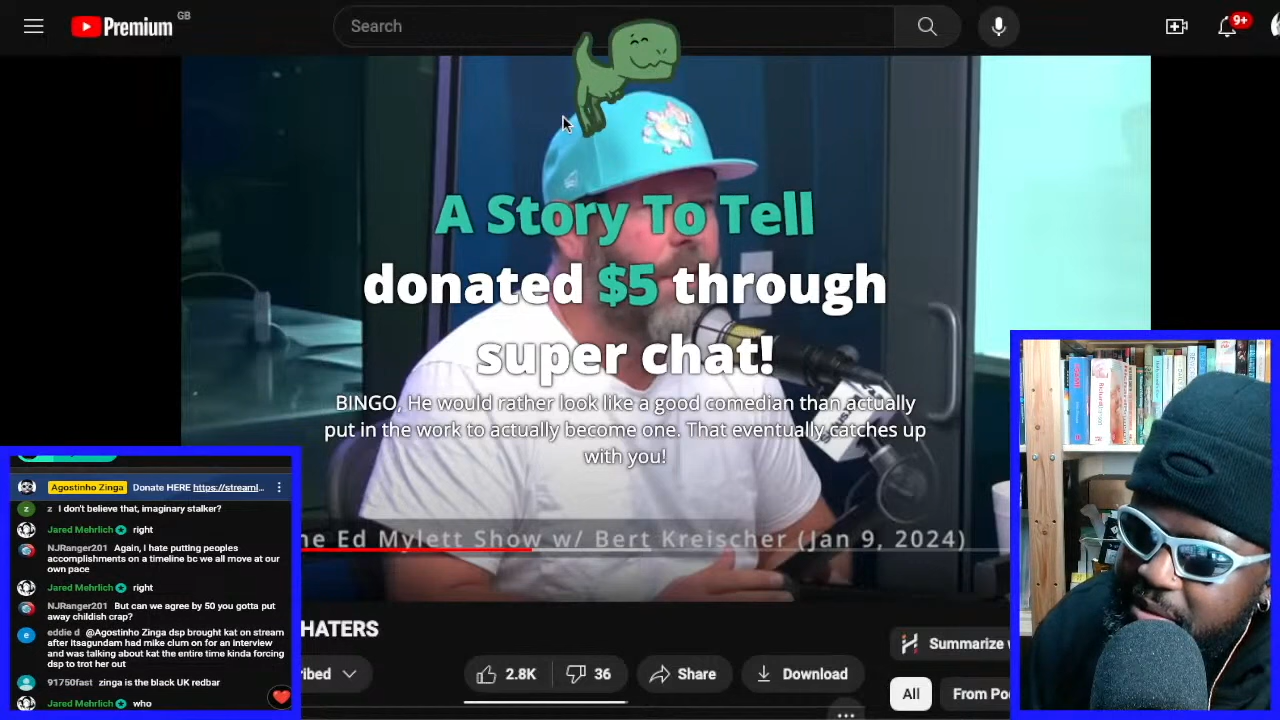 Premium GB
Search
9+
A Story To Tell
donated $5 through
super chat!
BINGO, He would rather look like a good comedian than actually
put in the work to actually become one. That eventually catches up
with you!
he Ed Mylett Show w/ Bert Kreischer (Jan 9, 2024)
HATERS
ribed
2.8K
36
Share
Download
Summarize
All
From Po
Agostinho Zinga Donate HERE https://streaml...
z z I don't believe that, imaginary stalker?
Jared Mehrlich right
NJRanger201 Again, I hate putting peoples
accomplishments on a timeline bc we all move at our
own pace
Jared Mehrlich right
NJRanger201 But can we agree by 50 you gotta put
away childish crap?
e eddie d @Agostinho Zinga dsp brought kat on stream
after itsagundam had mike clum on for an interview
and was talking about kat the entire time kinda forcing
dsp to trot her out
91750fast zinga is the black UK redbar
Jared Mehrlich who